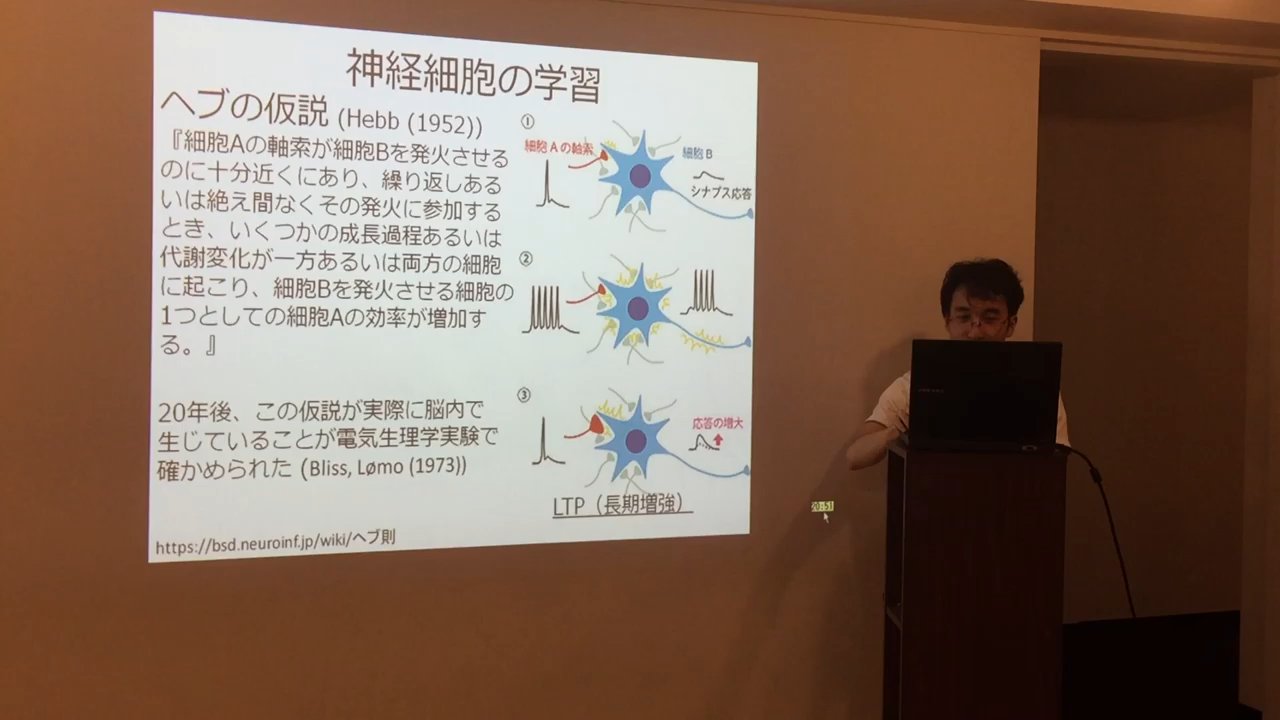 神経細胞の学習
ヘブの仮説 (Hebb (1952))
『細胞Aの軸索が細胞Bを発火させる
のに十分近くにあり、繰り返しある
いは絶え間なくその発火に参加する
とき、いくつかの成長過程あるいは
代謝変化が一方あるいは両方の細胞
に起こり、細胞Bを発火させる細胞の
1つとしての細胞Aの効率が増加す
る。』
20年後、この仮説が実際に脳内で
生じていることが電気生理学実験で
確かめられた (Bliss, Lømo (1973))
https://bsd.neuroinf.jp/wiki/ヘブ則
①
細胞Aの軸索
細胞B
シナプス応答
②
③
応答の増大
LTP（長期増強）
20:51